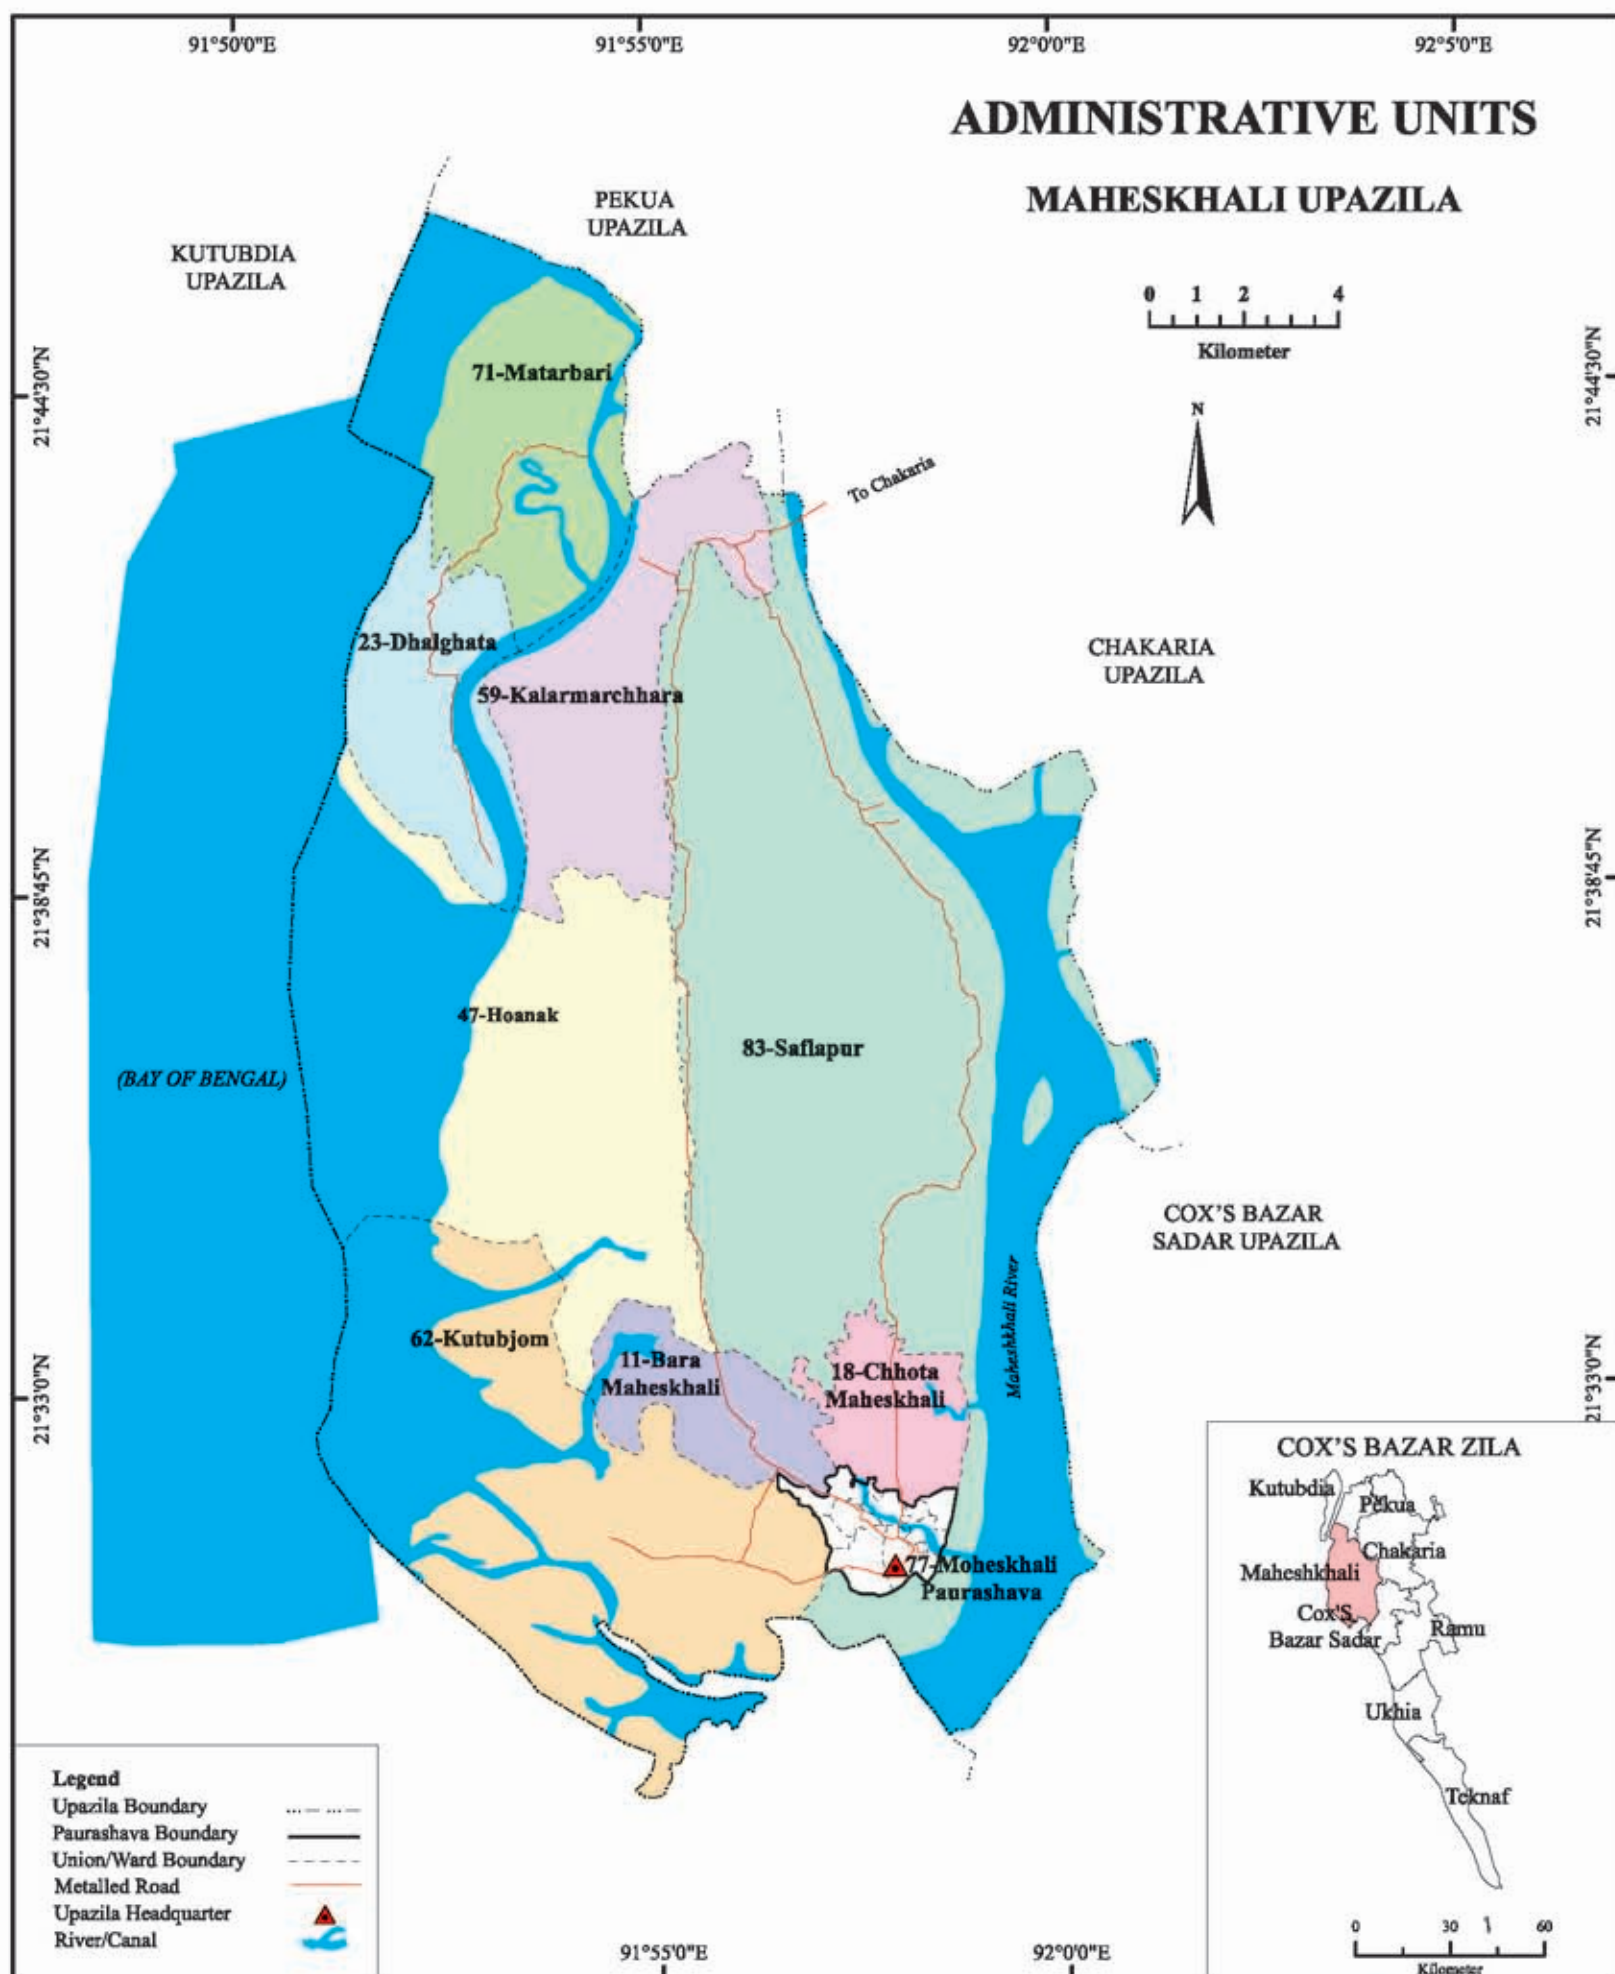 91°50'0"E
91°55'0"E
92°0'0"E
92°5'0"E
ADMINISTRATIVE UNITS
MAHESKHALI UPAZILA
PEKUA
UPAZILA
KUTUBDIA
UPAZILA
0 1 2 4
Kilometer
N
21°44'30"N
21°44'30"N
71-Matarbari
To Chakaria
23-Dhalghata
CHAKARIA
UPAZILA
59-Kalarmarchhara
21°38'45"N
21°38'45"N
47-Hoanak
83-Saflapur
(BAY OF BENGAL)
COX'S BAZAR
SADAR UPAZILA
Maheshkhali River
62-Kutubjom
11-Bara
Maheskhali
18-Chhota
Maheskhali
21°33'0"N
21°33'0"N
77-Moheskhali
Paurashava
COX'S BAZAR ZILA
Kutubdia
Pekua
Chakaria
Maheshkhali
Cox'S
Bazar Sadar
Ramu
Ukhia
Teknaf
0 30 60
Kilometer
Legend
Upazila Boundary
Paurashava Boundary
Union/Ward Boundary
Metalled Road
Upazila Headquarter
River/Canal
91°55'0"E
92°0'0"E